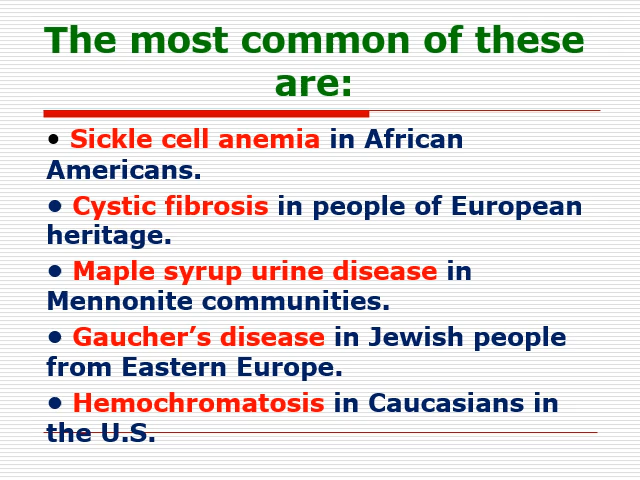 The most common of these
are:
• Sickle cell anemia in African
Americans.
• Cystic fibrosis in people of European
heritage.
• Maple syrup urine disease in
Mennonite communities.
• Gaucher’s disease in Jewish people
from Eastern Europe.
• Hemochromatosis in Caucasians in
the U.S.